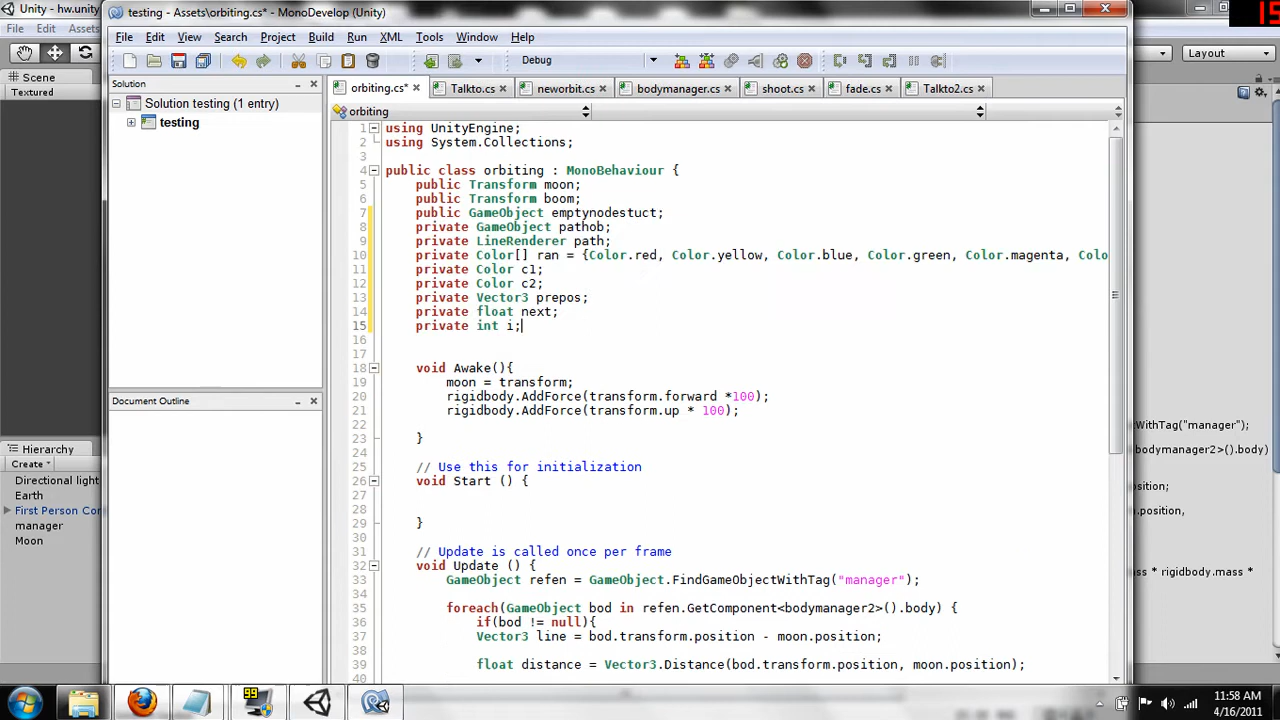 Unity - hw.unity
testing - Assets\orbiting.cs* - MonoDevelop (Unity)
15
File Edit Assets
File Edit View Search Project Build Run XML Tools Window Help
Debug
Layout
Scene
Textured
Solution
orbiting.cs* Talkto.cs neworbit.cs bodymanager.cs shoot.cs fade.cs Talkto2.cs
Solution testing (1 entry)
testing
orbiting
1 using UnityEngine;
2 using System.Collections;
3
4 public class orbiting : MonoBehaviour {
5 public Transform moon;
6 public Transform boom;
7 public GameObject emptynodestuct;
8 private GameObject pathob;
9 private LineRenderer path;
10 private Color[] ran = {Color.red, Color.yellow, Color.blue, Color.green, Color.magenta, Colo
11 private Color c1;
12 private Color c2;
13 private Vector3 prepos;
14 private float next;
15 private int i;
16
17
18 void Awake(){
19 moon = transform;
20 rigidbody.AddForce(transform.forward *100);
21 rigidbody.AddForce(transform.up * 100);
22
23 }
24
25 // Use this for initialization
26 void Start () {
27
28
29 }
30
31 // Update is called once per frame
32 void Update () {
33 GameObject refen = GameObject.FindGameObjectWithTag("manager");
34
35 foreach(GameObject bod in refen.GetComponent<bodymanager2>().body) {
36 if(bod != null){
37 Vector3 line = bod.transform.position - moon.position;
38
39 float distance = Vector3.Distance(bod.transform.position, moon.position);
40
Document Outline
Hierarchy
Create
Directional light
Earth
First Person Con
manager
Moon
WithTag("manager");
bodymanager2>().body)
osition;
n.position,
mass * rigidbody.mass *
99
11:58 AM
4/16/2011